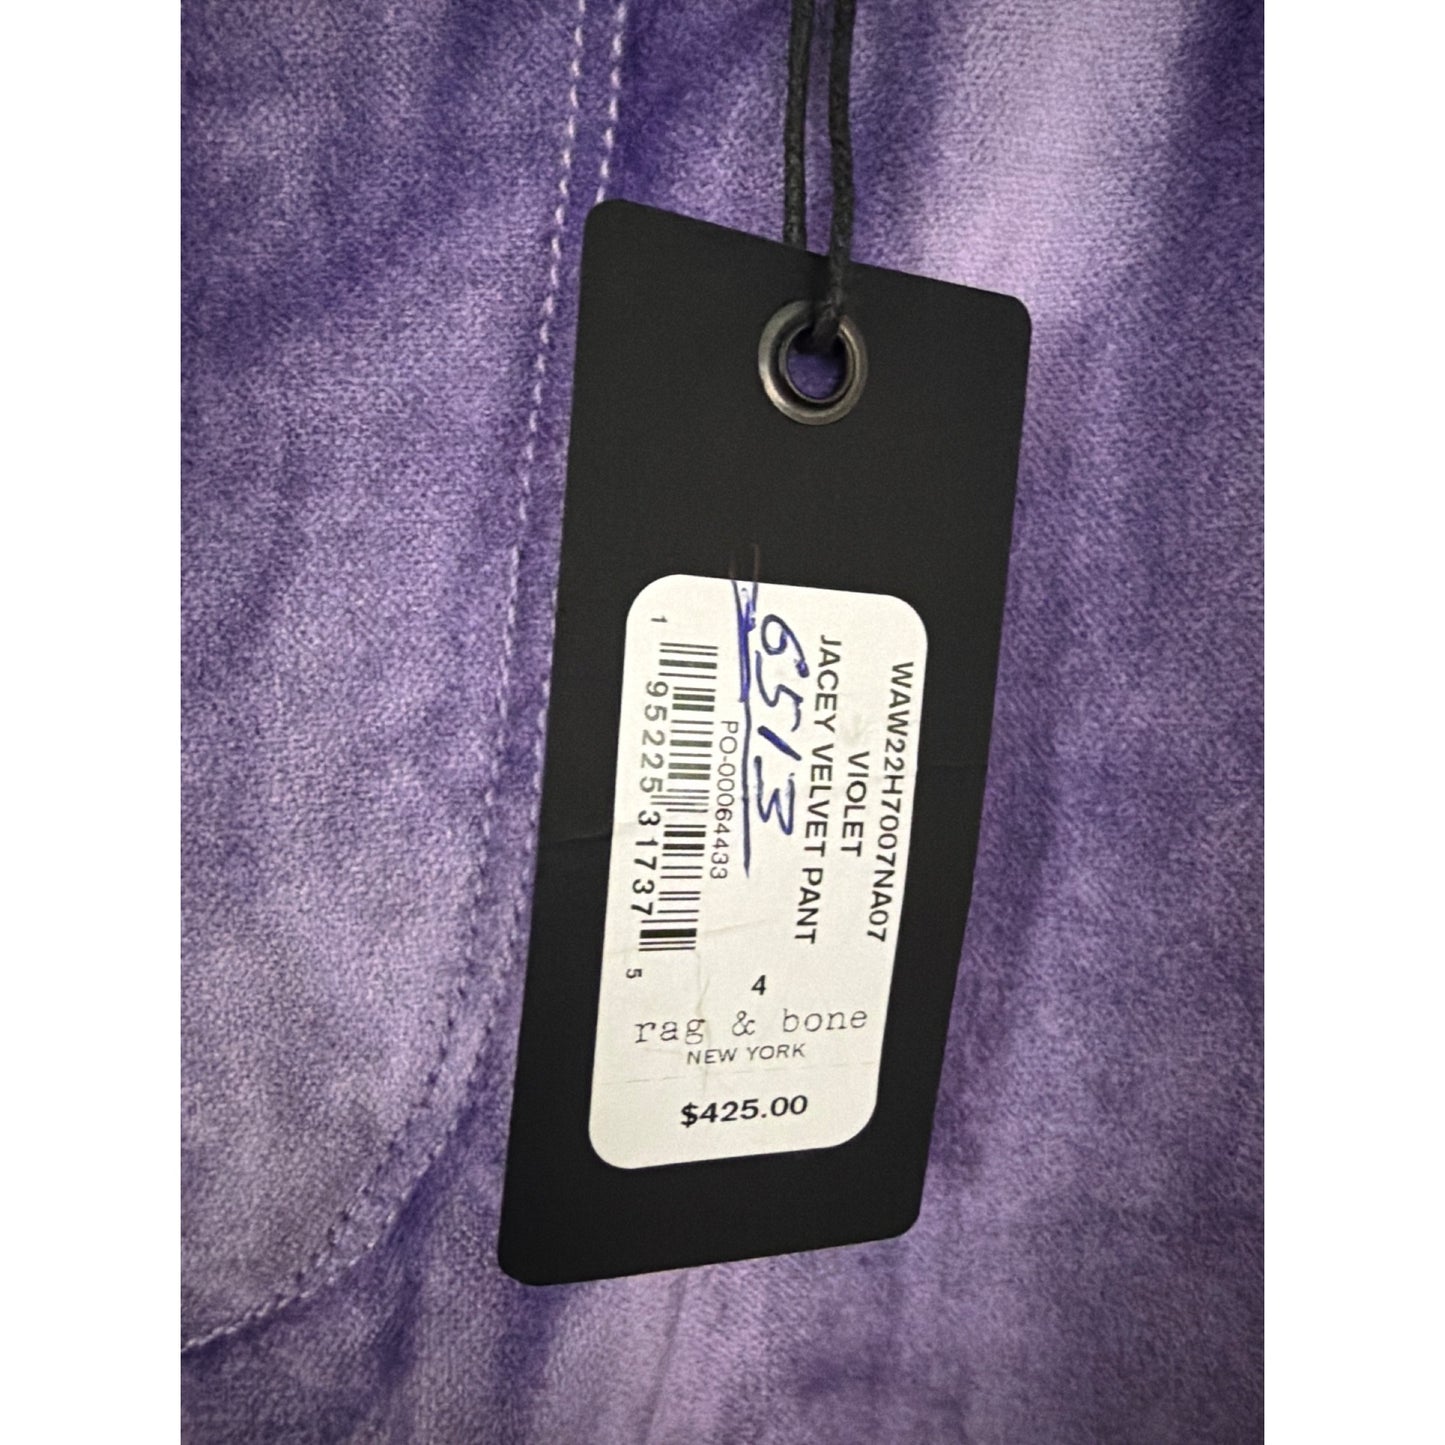 WAW22H7007NA07
VIOLET
JACEY VELVET PANT
6513
PO-00064433
1 95225 31737 5
4
rag & bone
NEW YORK
$425.00